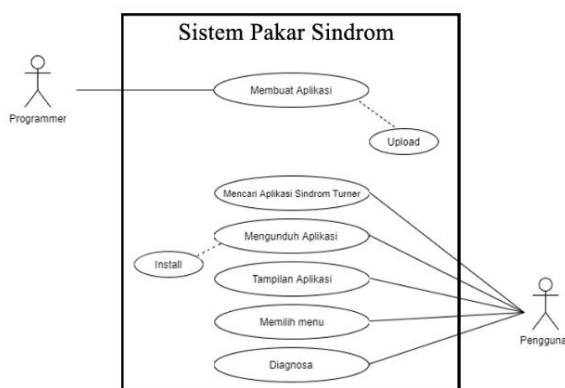 Sistem Pakar Sindrom
Membuat Aplikasi
Programmer
Upload
Mencari Aplikasi Sindrom Turner
Mengunduh Aplikasi
Install
Tampilan Aplikasi
Memilih menu
Pengguna
Diagnosa